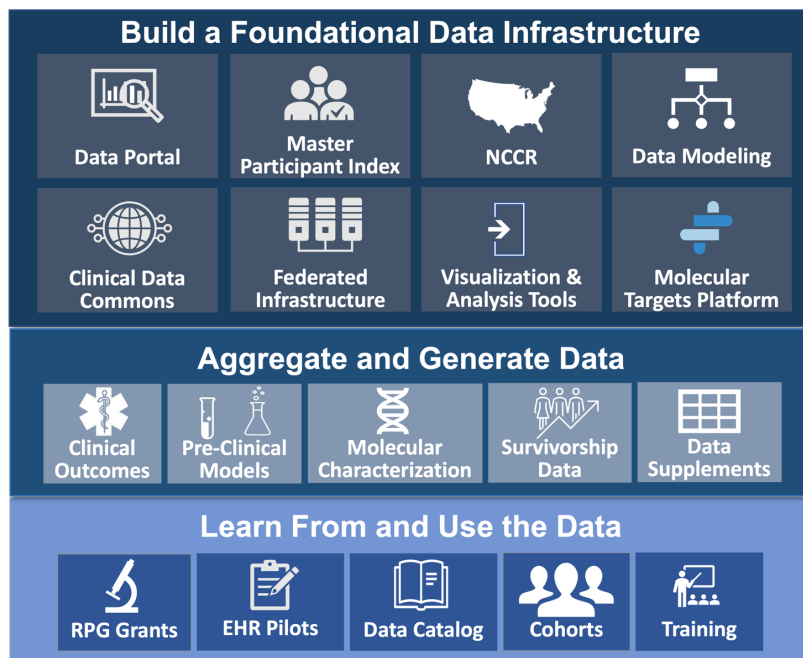 Build a Foundational Data Infrastructure
Data Portal
Master
Participant Index
NCCR
Data Modeling
Clinical Data
Commons
Federated
Infrastructure
Visualization &
Analysis Tools
Molecular
Targets Platform
Aggregate and Generate Data
Clinical
Outcomes
Pre-Clinical
Models
Molecular
Characterization
Survivorship
Data
Data
Supplements
Learn From and Use the Data
RPG Grants
EHR Pilots
Data Catalog
Cohorts
Training